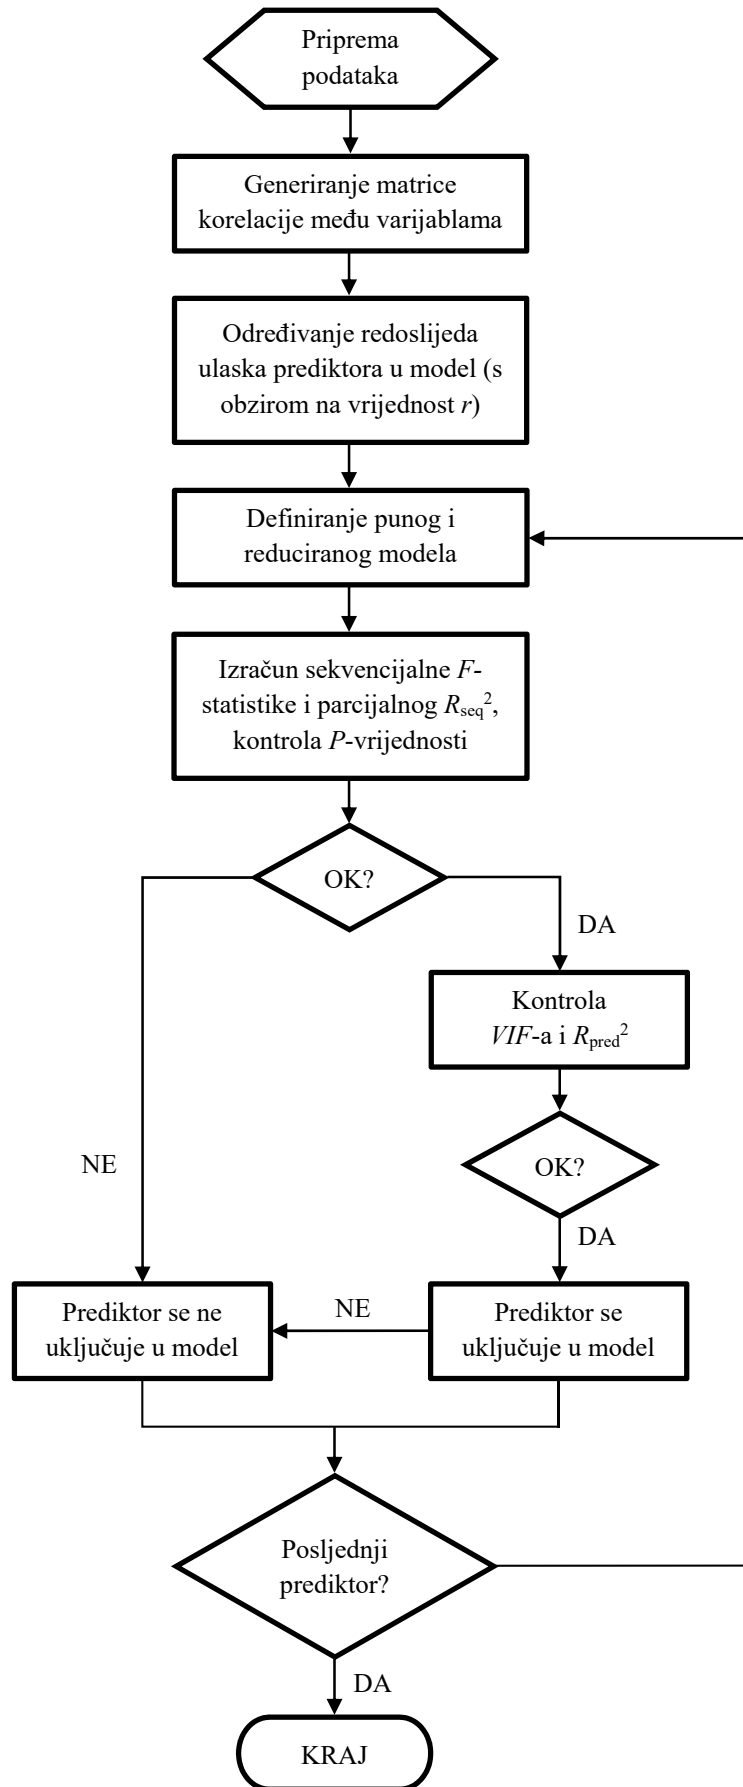 Priprema
podataka
Generiranje matrice
korelacije među varijablama
Određivanje redoslijeda
ulaska prediktora u model (s
obzirom na vrijednost r)
Definiranje punog i
reduciranog modela
Izračun sekvencijalne F-
statistike i parcijalnog R_seq²,
kontrola P-vrijednosti
OK?
DA
Kontrola
VIF-a i R_pred²
NE
OK?
DA
Prediktor se ne
uključuje u model
NE
Prediktor se
uključuje u model
Posljednji
prediktor?
DA
KRAJ